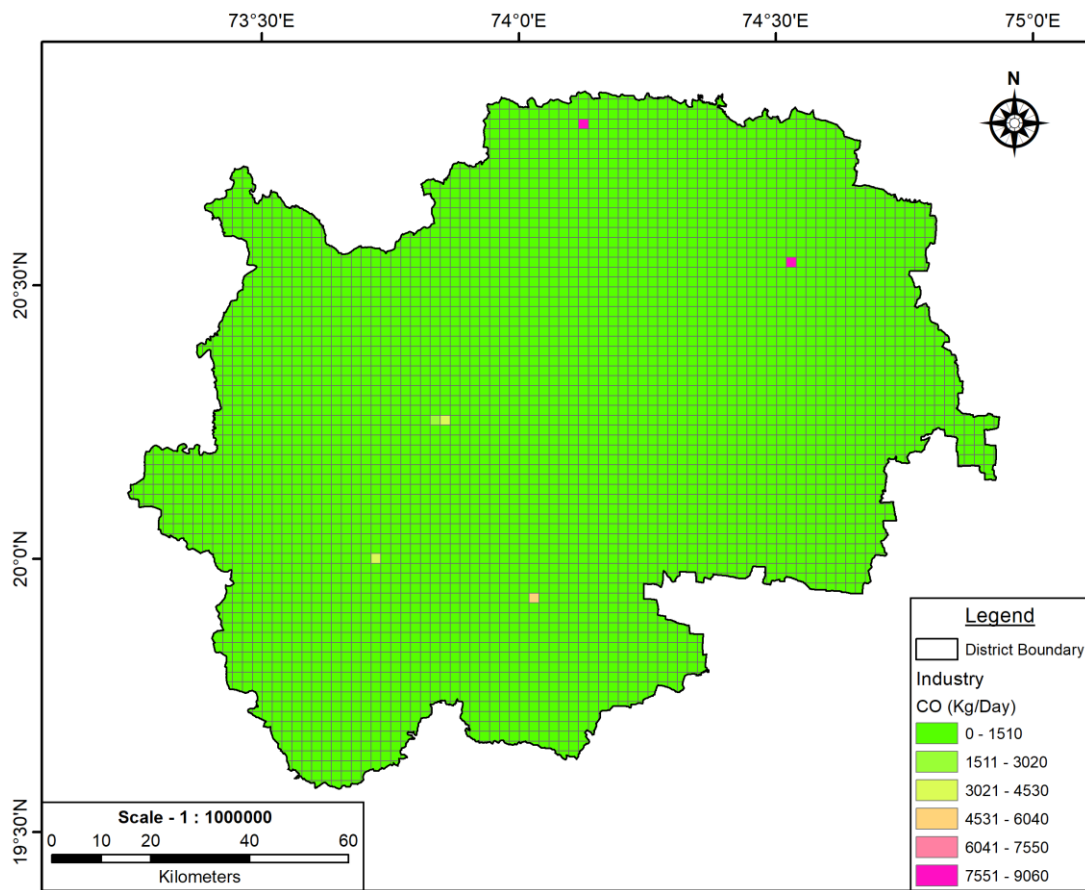 73°30'E 74°0'E 74°30'E 75°0'E
N
20°30'N
20°0'N
19°30'N
Legend
District Boundary
Industry
CO (Kg/Day)
0 - 1510
1511 - 3020
3021 - 4530
4531 - 6040
6041 - 7550
7551 - 9060
Scale - 1 : 1000000
0 10 20 40 60
Kilometers